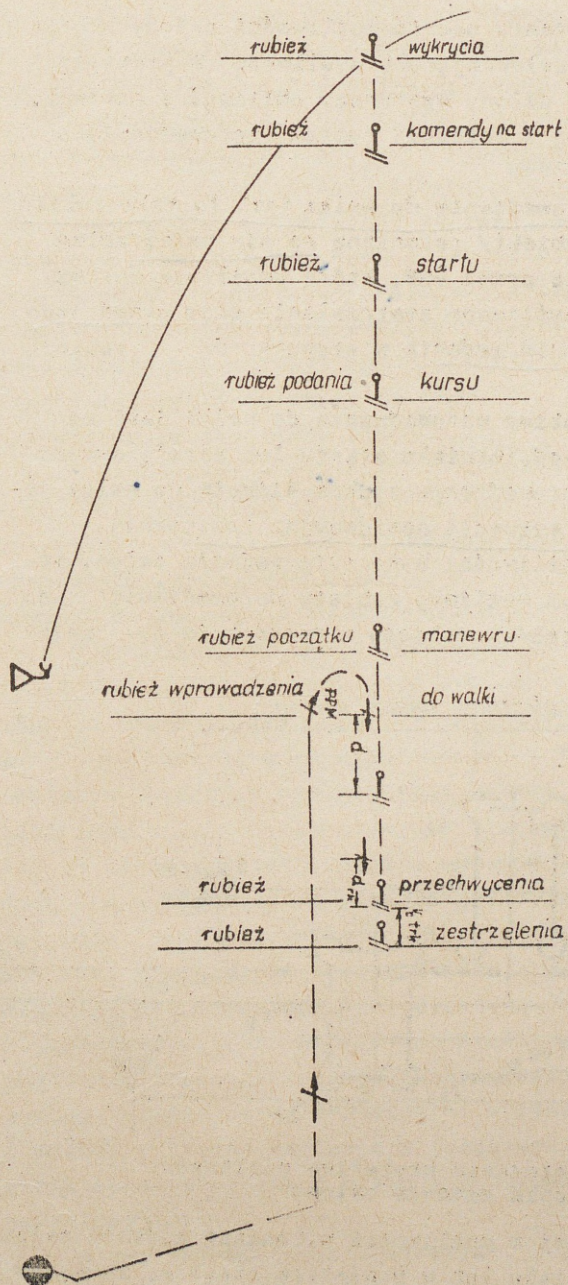 rubież wykrycia
rubież komendy na start
rubież startu
rubież podania kursu
rubież początku manewru
rubież wprowadzenia do walki
PPM
d
rubież przechwycenia
rubież zestrzelenia